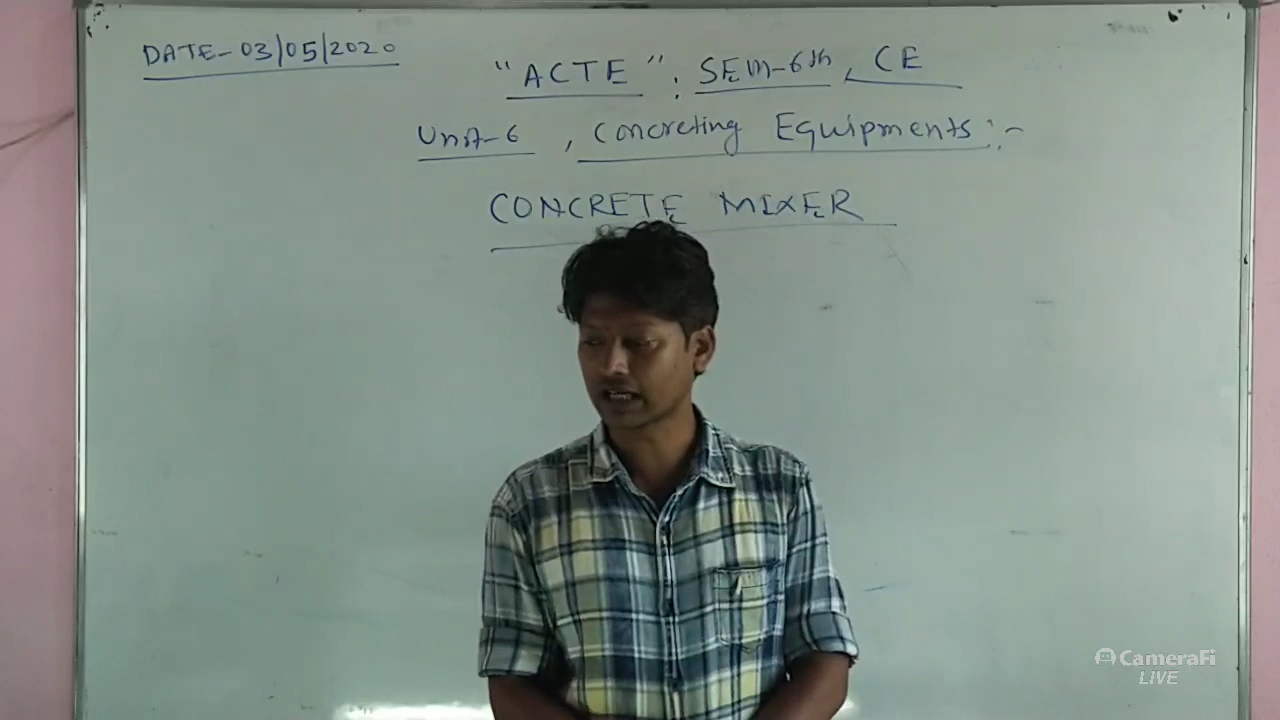 DATE-03/05/2020
"ACTE", SEM-6th, CE
Unit-6, Concreting Equipments:-
CONCRETE MIXER
CameraFi
LIVE